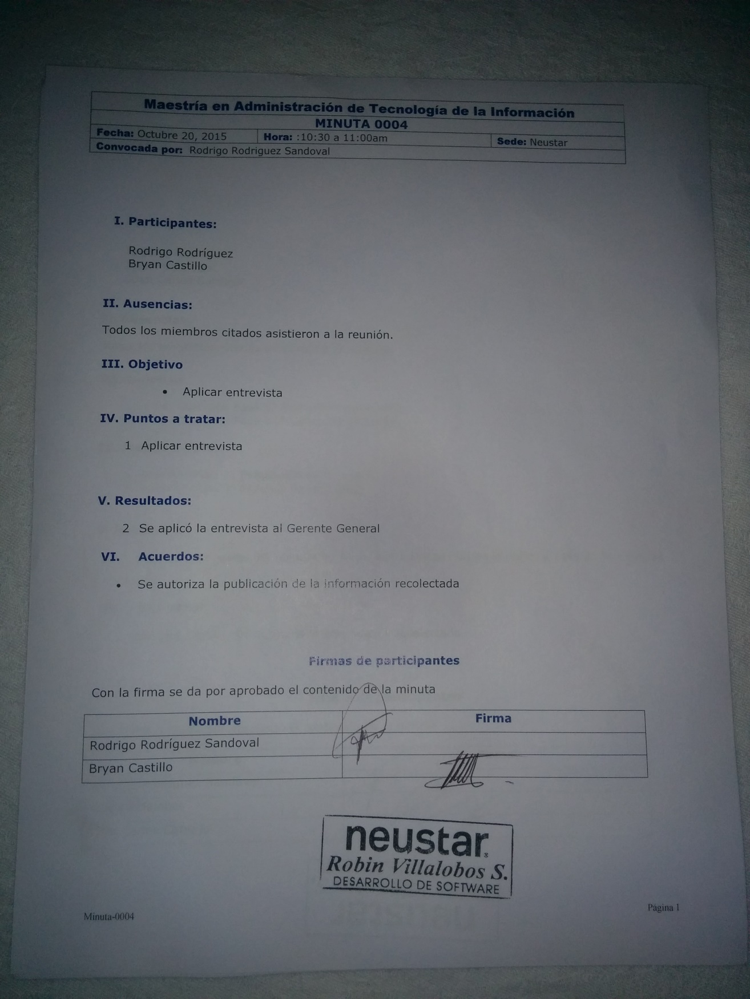 Maestría en Administración de Tecnología de la Información
MINUTA 0004
Fecha: Octubre 20, 2015 Hora: :10:30 a 11:00am Sede: Neustar
Convocada por: Rodrigo Rodriguez Sandoval
I. Participantes:
Rodrigo Rodríguez
Bryan Castillo
II. Ausencias:
Todos los miembros citados asistieron a la reunión.
III. Objetivo
• Aplicar entrevista
IV. Puntos a tratar:
1 Aplicar entrevista
V. Resultados:
2 Se aplicó la entrevista al Gerente General
VI. Acuerdos:
• Se autoriza la publicación de la información recolectada
Firmas de participantes
Con la firma se da por aprobado el contenido de la minuta
Nombre Firma
Rodrigo Rodríguez Sandoval
Bryan Castillo
neustar
Robin Villalobos S.
DESARROLLO DE SOFTWARE
Minuta-0004 Pagina 1